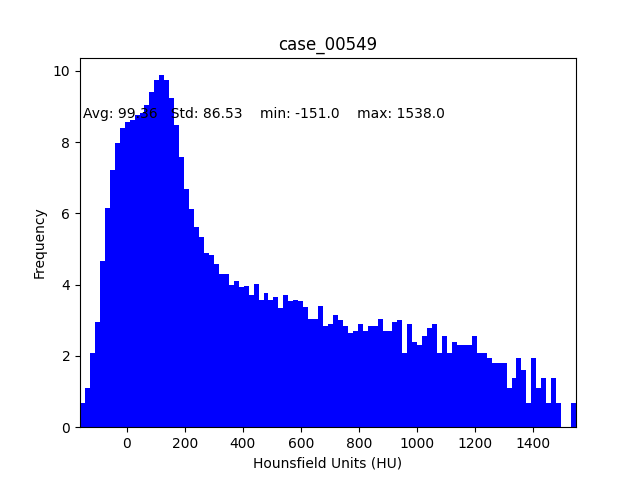 case_00549
10
Avg: 99.36   Std: 86.53    min: -151.0    max: 1538.0
8
6
4
2
0
Frequency
0 200 400 600 800 1000 1200 1400
Hounsfield Units (HU)